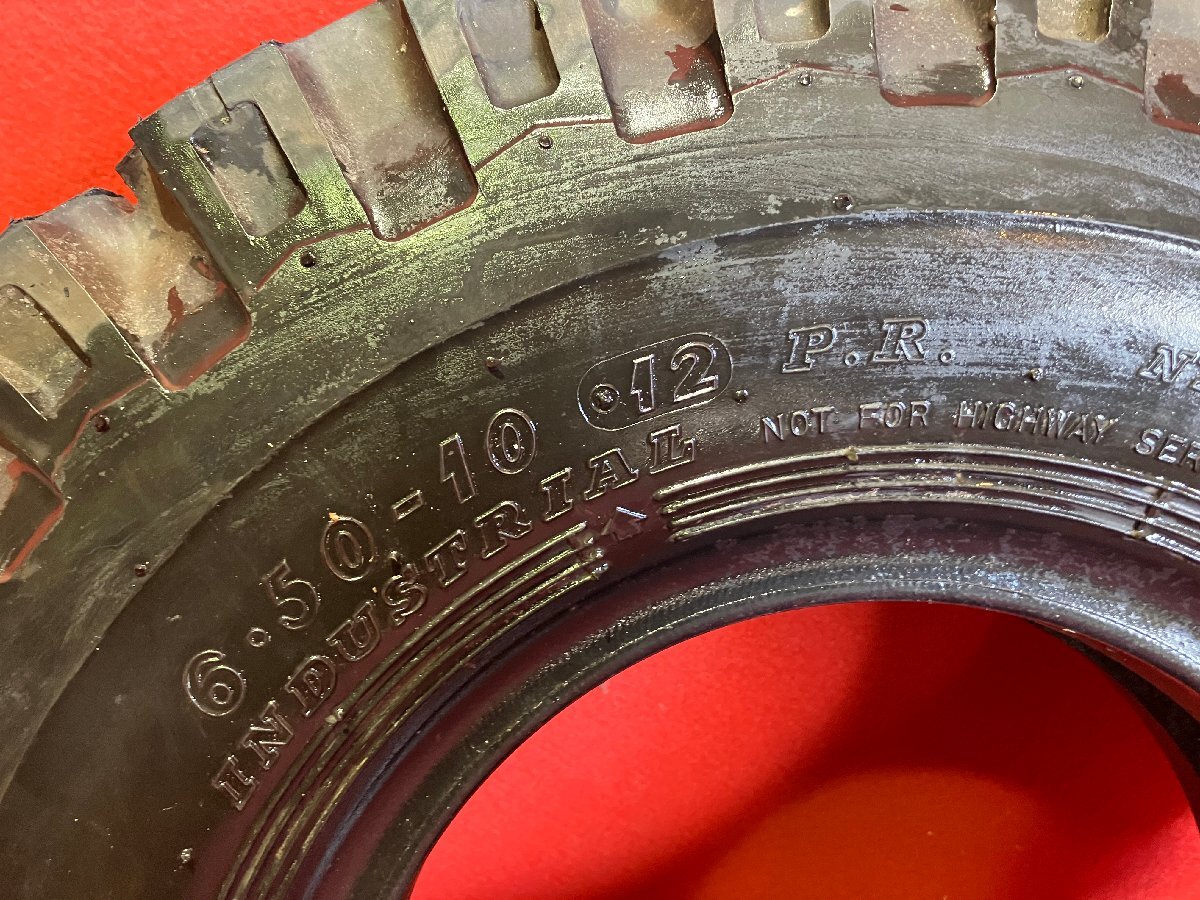 6.50-10 12 P.R.
INDUSTRIAL NOT FOR HIGHWAY